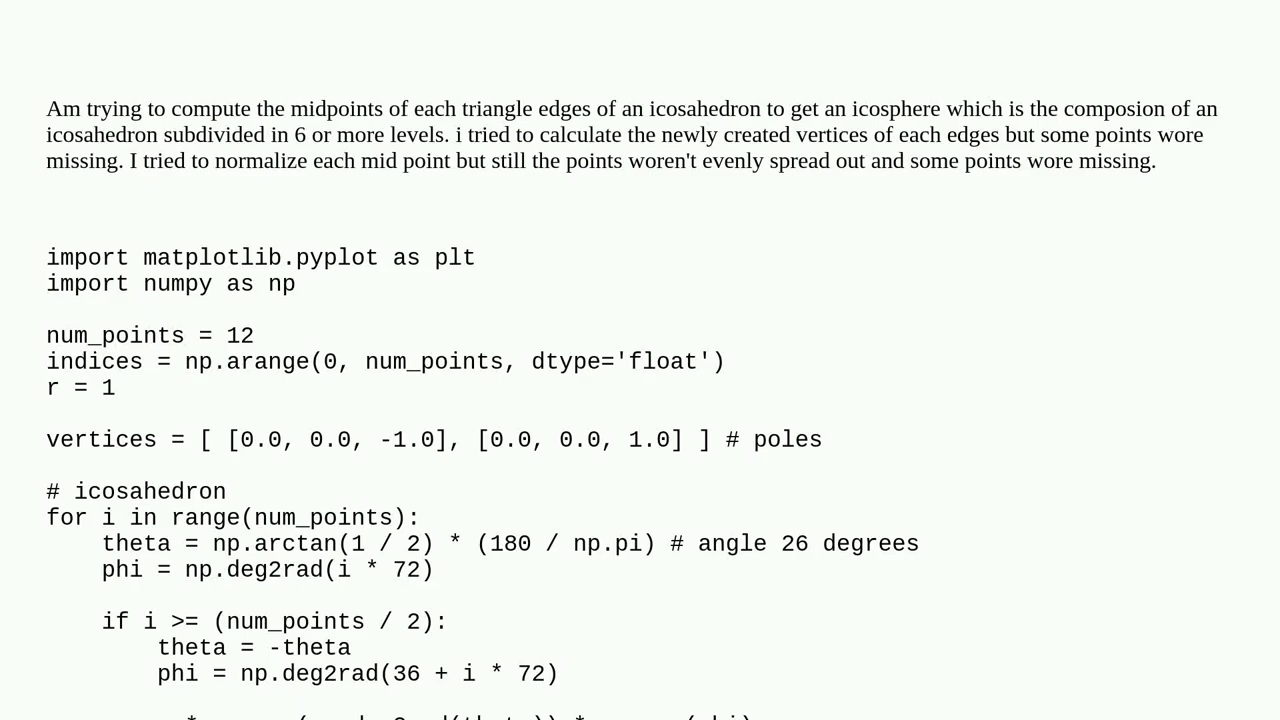 Am trying to compute the midpoints of each triangle edges of an icosahedron to get an icosphere which is the composion of an
icosahedron subdivided in 6 or more levels. i tried to calculate the newly created vertices of each edges but some points wore
missing. I tried to normalize each mid point but still the points woren't evenly spread out and some points wore missing.
import matplotlib.pyplot as plt
import numpy as np
num_points = 12
indices = np.arange(0, num_points, dtype='float')
r = 1
vertices = [ [0.0, 0.0, -1.0], [0.0, 0.0, 1.0] ] # poles
# icosahedron
for i in range(num_points):
    theta = np.arctan(1 / 2) * (180 / np.pi) # angle 26 degrees
    phi = np.deg2rad(i * 72)
    if i >= (num_points / 2):
        theta = -theta
        phi = np.deg2rad(36 + i * 72)